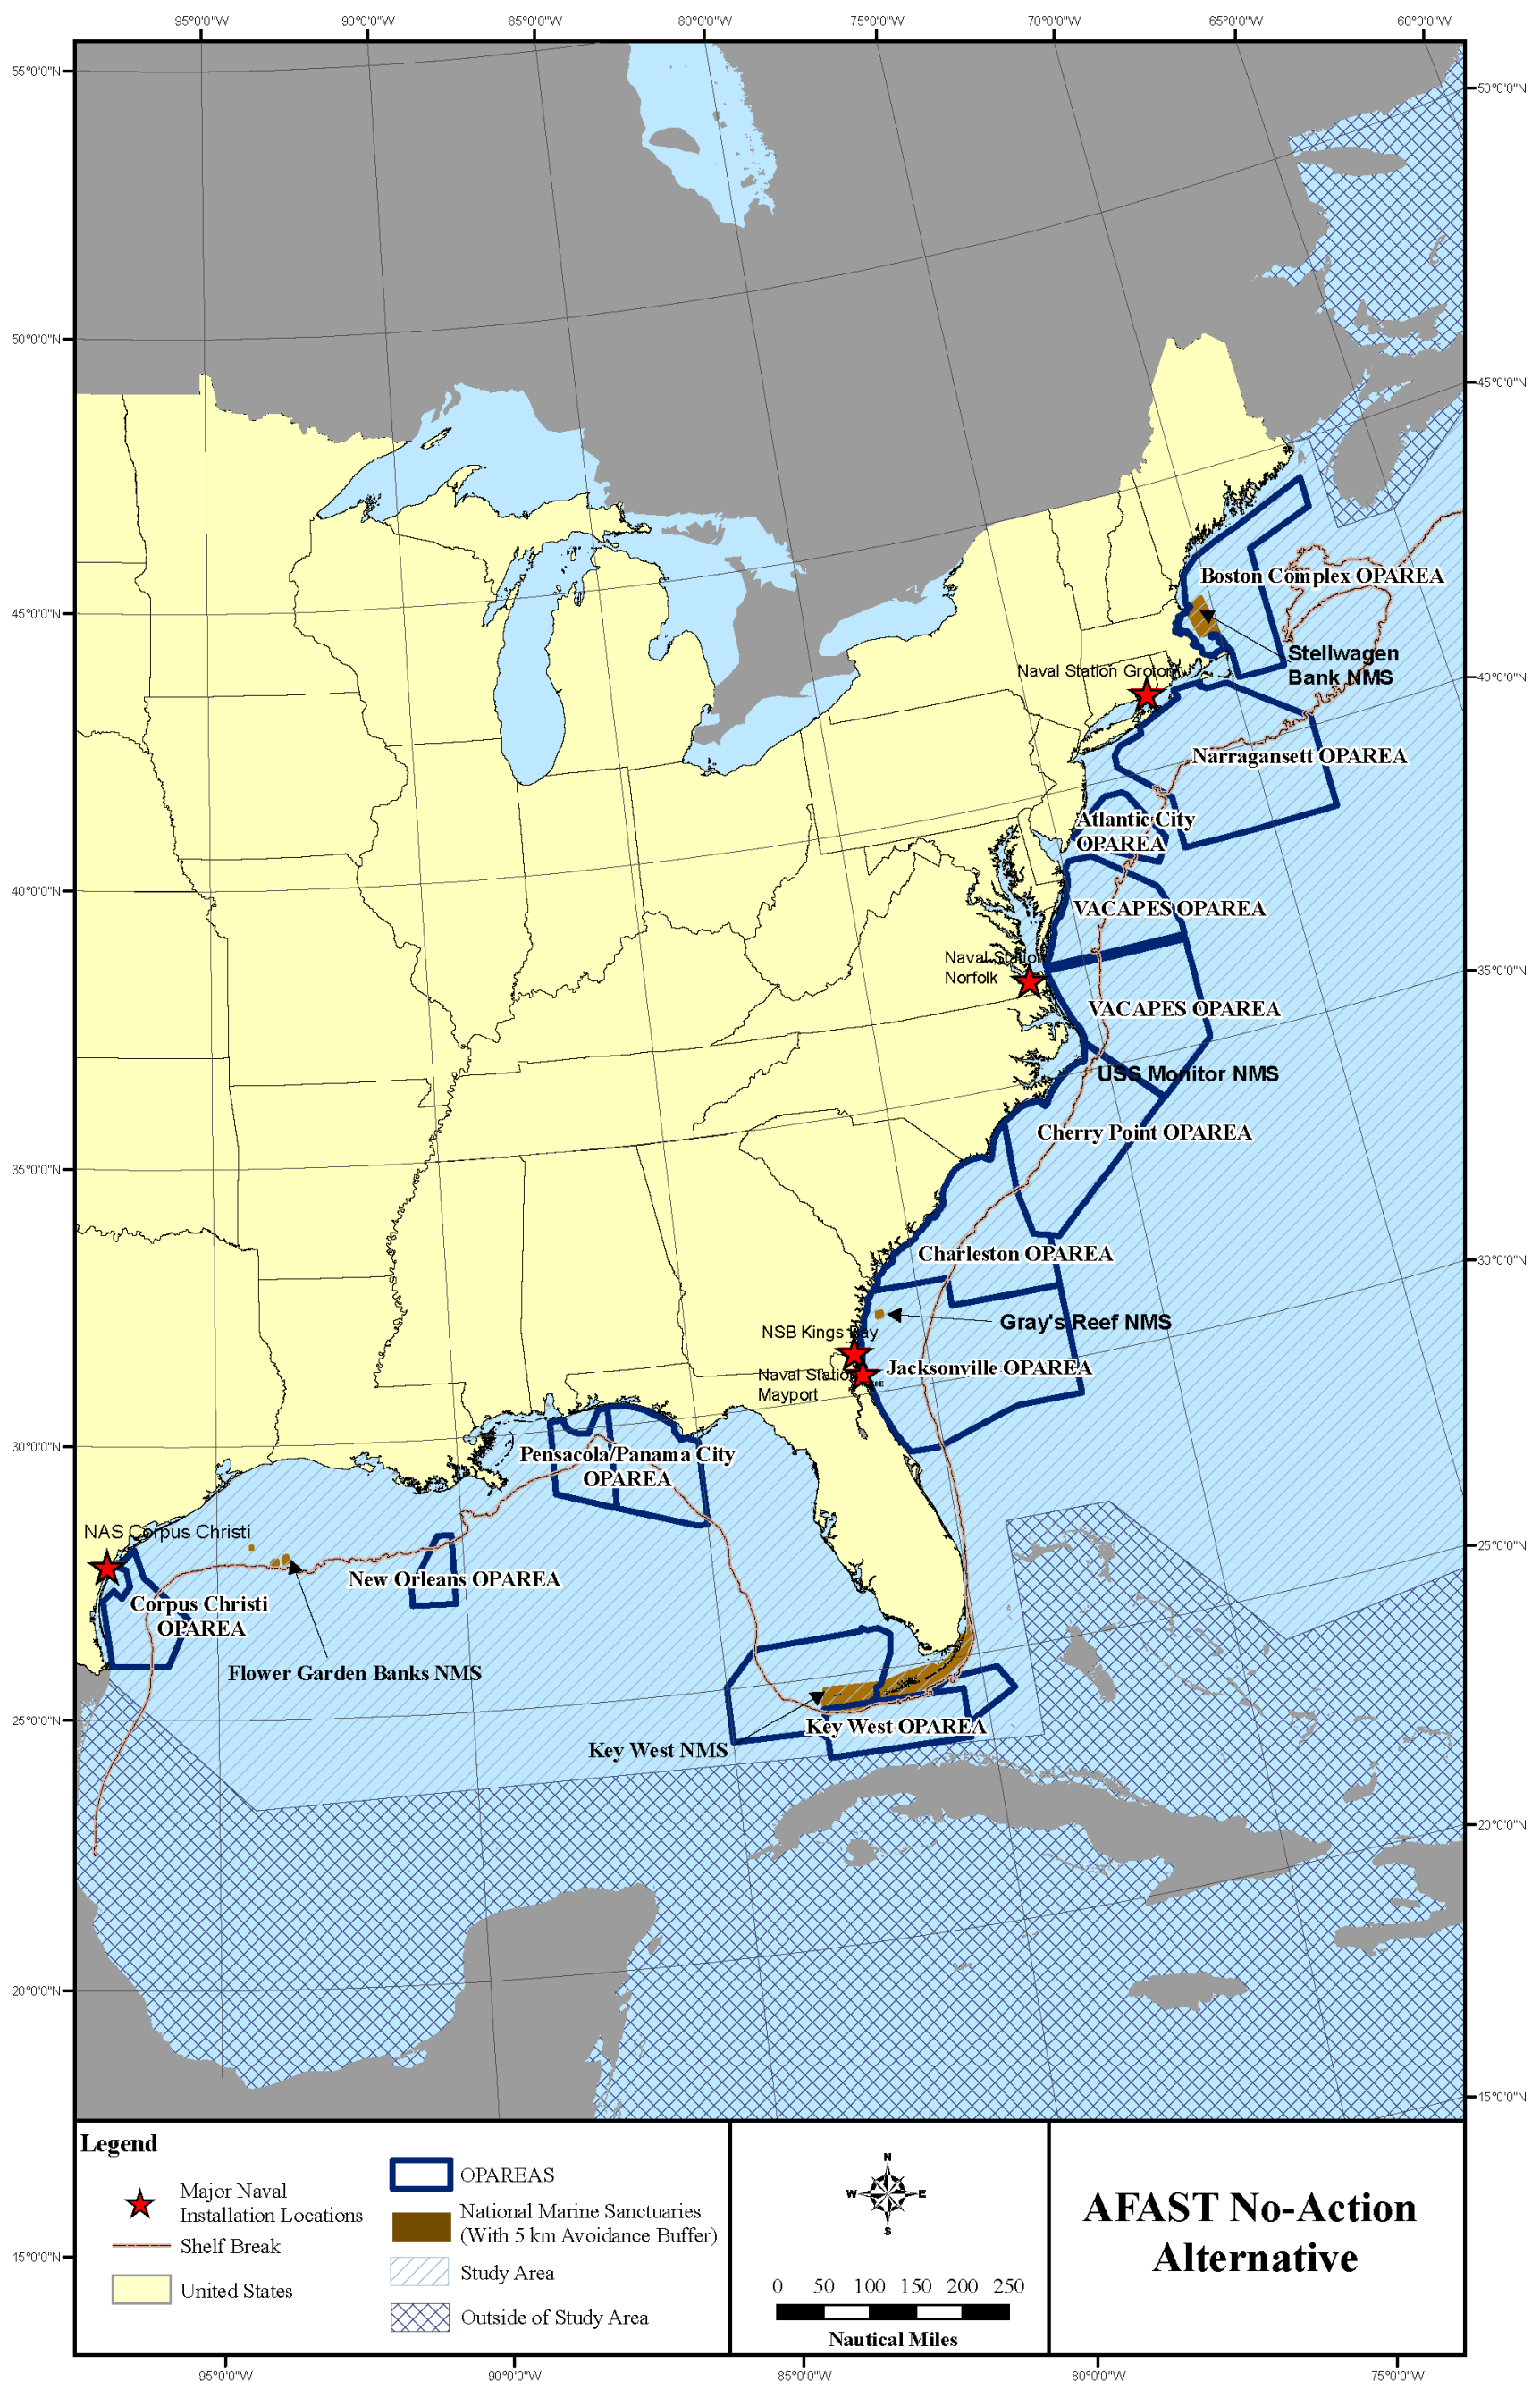 95°0'0"W
90°0'0"W
85°0'0"W
80°0'0"W
75°0'0"W
70°0'0"W
65°0'0"W
60°0'0"W
55°0'0"N
50°0'0"N
50°0'0"N
45°0'0"N
Boston Complex OPAREA
45°0'0"N
Stellwagen
Bank NMS
Naval Station Groton
40°0'0"N
Narragansett OPAREA
Atlantic City
OPAREA
40°0'0"N
VACAPES OPAREA
Naval Station
Norfolk
35°0'0"N
VACAPES OPAREA
USS Monitor NMS
Cherry Point OPAREA
35°0'0"N
Charleston OPAREA
30°0'0"N
Gray's Reef NMS
NSB Kings Bay
Jacksonville OPAREA
Naval Station
Mayport
30°0'0"N
Pensacola/Panama City
OPAREA
NAS Corpus Christi
25°0'0"N
New Orleans OPAREA
Corpus Christi
OPAREA
Flower Garden Banks NMS
25°0'0"N
Key West OPAREA
Key West NMS
20°0'0"N
20°0'0"N
15°0'0"N
Legend
Major Naval
Installation Locations
Shelf Break
United States
OPAREAS
National Marine Sanctuaries
(With 5 km Avoidance Buffer)
Study Area
Outside of Study Area
N
W E
S
0 50 100 150 200 250
Nautical Miles
AFAST No-Action
Alternative
15°0'0"N
95°0'0"W
90°0'0"W
85°0'0"W
80°0'0"W
75°0'0"W